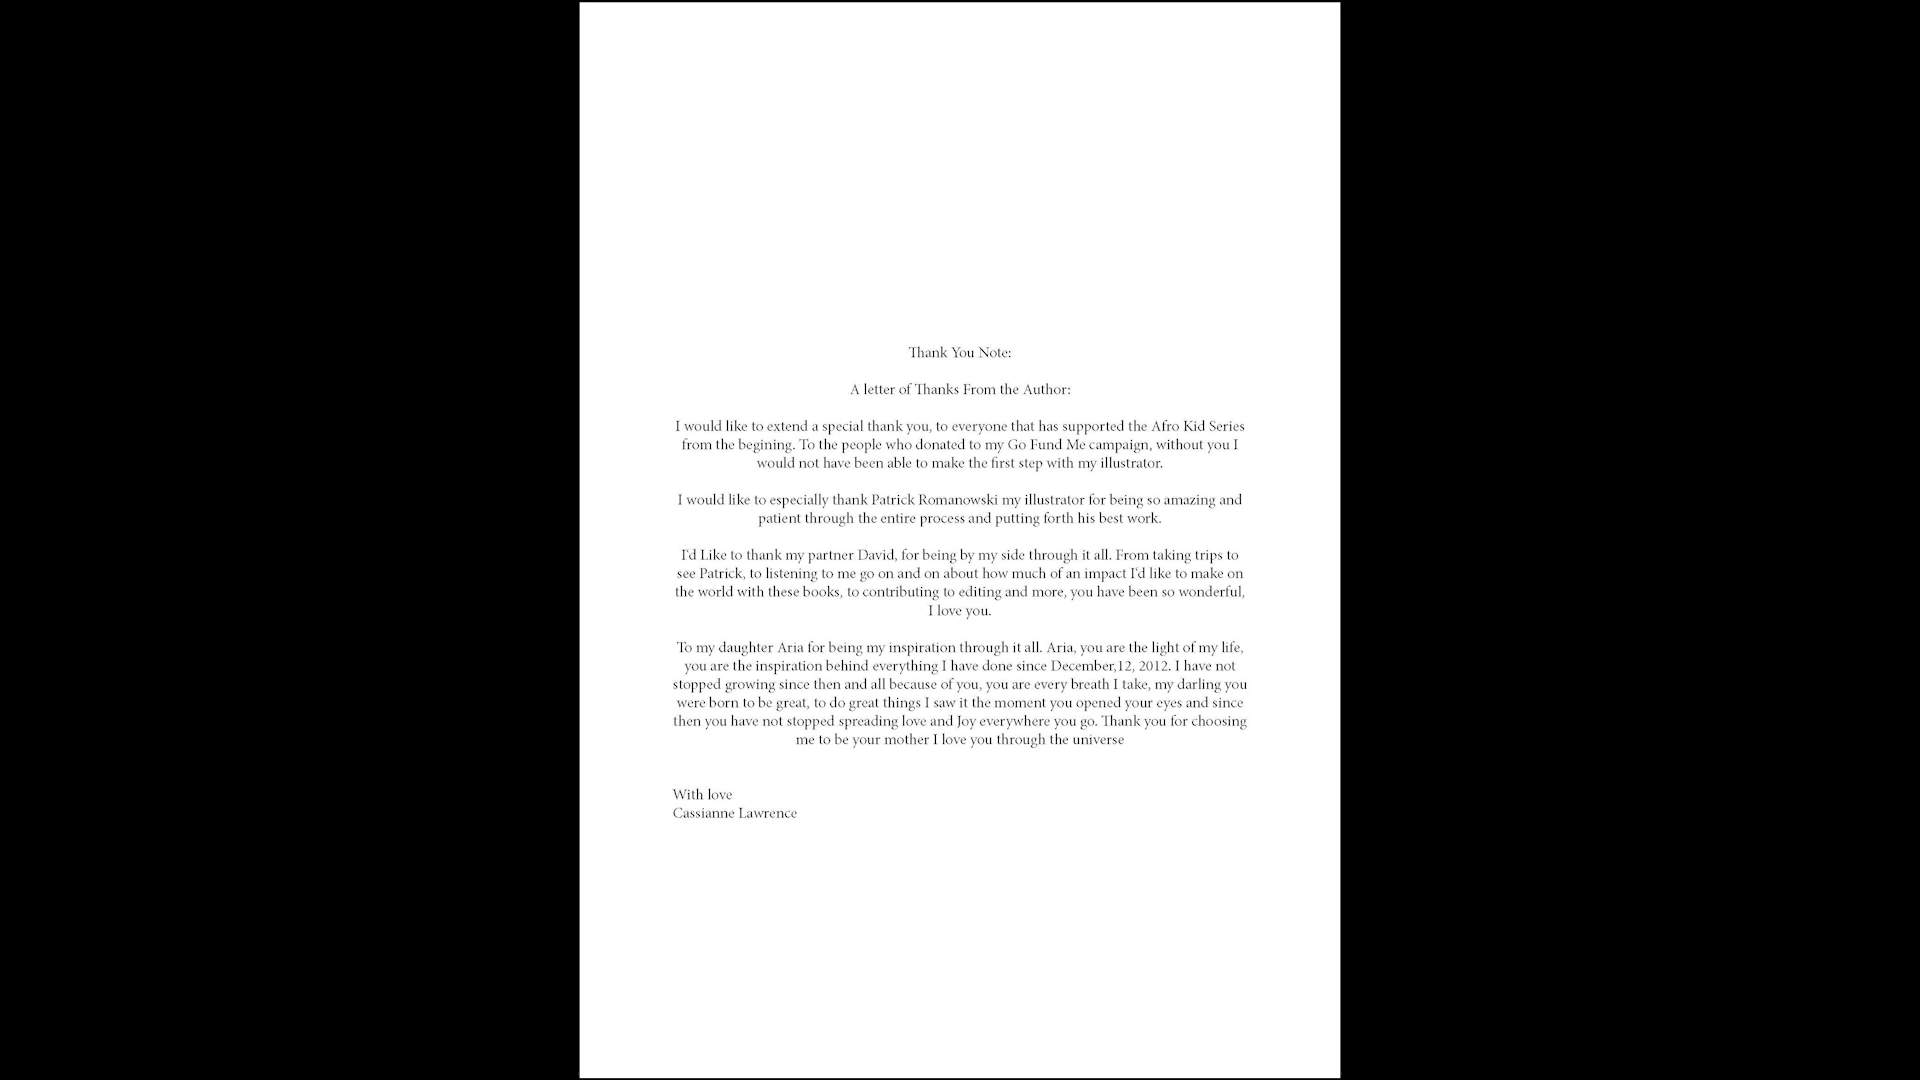 Thank You Note:
A letter of Thanks From the Author:
I would like to extend a special thank you, to everyone that has supported the Afro Kid Series
from the begining. To the people who donated to my Go Fund Me campaign, without you I
would not have been able to make the first step with my illustrator.
I would like to especially thank Patrick Romanowski my illustrator for being so amazing and
patient through the entire process and putting forth his best work.
I'd Like to thank my partner David, for being by my side through it all. From taking trips to
see Patrick, to listening to me go on and on about how much of an impact I'd like to make on
the world with these books, to contributing to editing and more, you have been so wonderful,
I love you.
To my daughter Aria for being my inspiration through it all. Aria, you are the light of my life,
you are the inspiration behind everything I have done since December,12, 2012. I have not
stopped growing since then and all because of you, you are every breath I take, my darling you
were born to be great, to do great things I saw it the moment you opened your eyes and since
then you have not stopped spreading love and Joy everywhere you go. Thank you for choosing
me to be your mother I love you through the universe
With love
Cassianne Lawrence